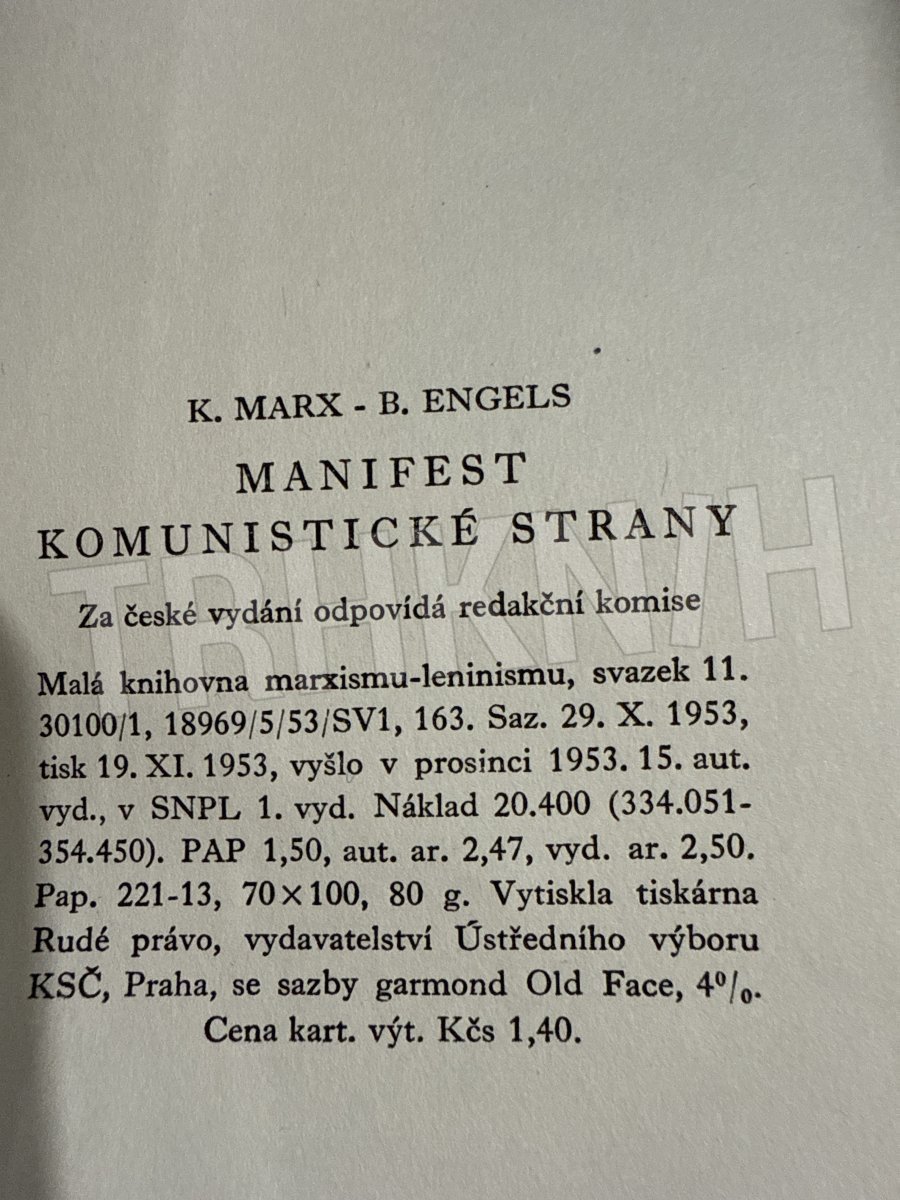 K. MARX - B. ENGELS
MANIFEST
KOMUNISTICKÉ STRANY
Za české vydání odpovídá redakční komise
Malá knihovna marxismu-leninismu, svazek 11.
30100/1, 18969/5/53/SV1, 163. Saz. 29. X. 1953,
tisk 19. XI. 1953, vyšlo v prosinci 1953. 15. aut.
vyd., v SNPL 1. vyd. Náklad 20.400 (334.051-
354.450). PAP 1,50, aut. ar. 2,47, vyd. ar. 2,50.
Pap. 221-13, 70×100, 80 g. Vytiskla tiskárna
Rudé právo, vydavatelství Ústředního výboru
KSČ, Praha, se sazby garmond Old Face, 4%.
Cena kart. výt. Kčs 1,40.